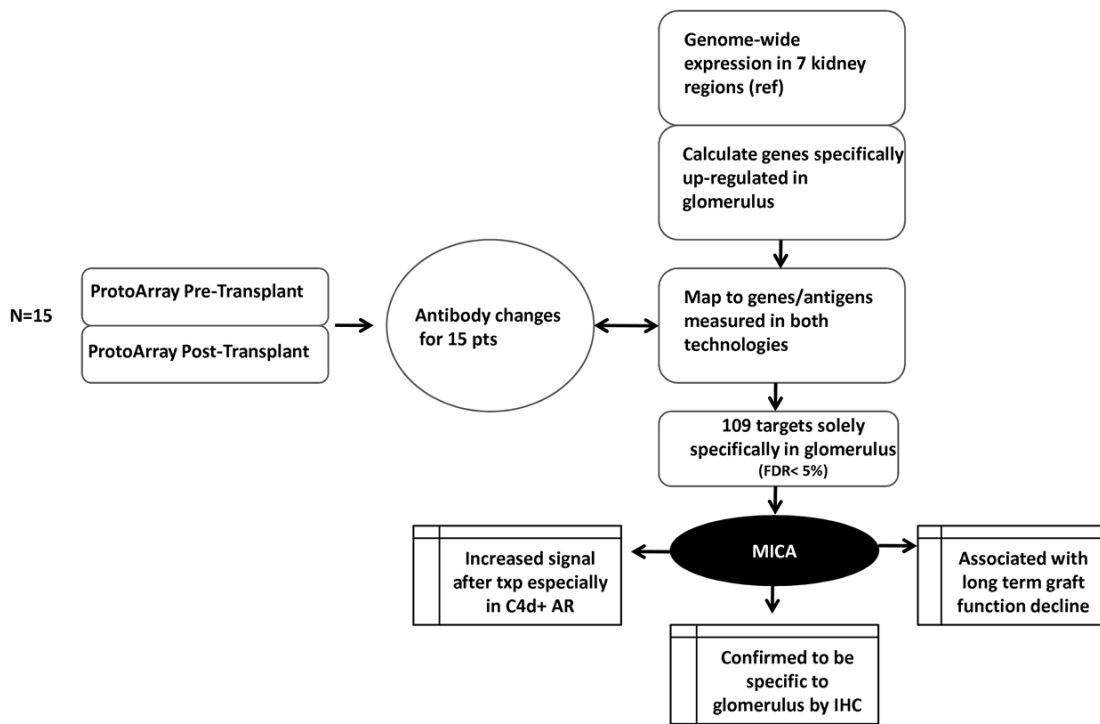 Genome-wide
expression in 7 kidney
regions (ref)
Calculate genes specifically
up-regulated in
glomerulus
N=15
ProtoArray Pre-Transplant
ProtoArray Post-Transplant
Antibody changes
for 15 pts
Map to genes/antigens
measured in both
technologies
109 targets solely
specifically in glomerulus
(FDR< 5%)
MICA
Increased signal
after txp especially
in C4d+ AR
Associated with
long term graft
function decline
Confirmed to be
specific to
glomerulus by IHC